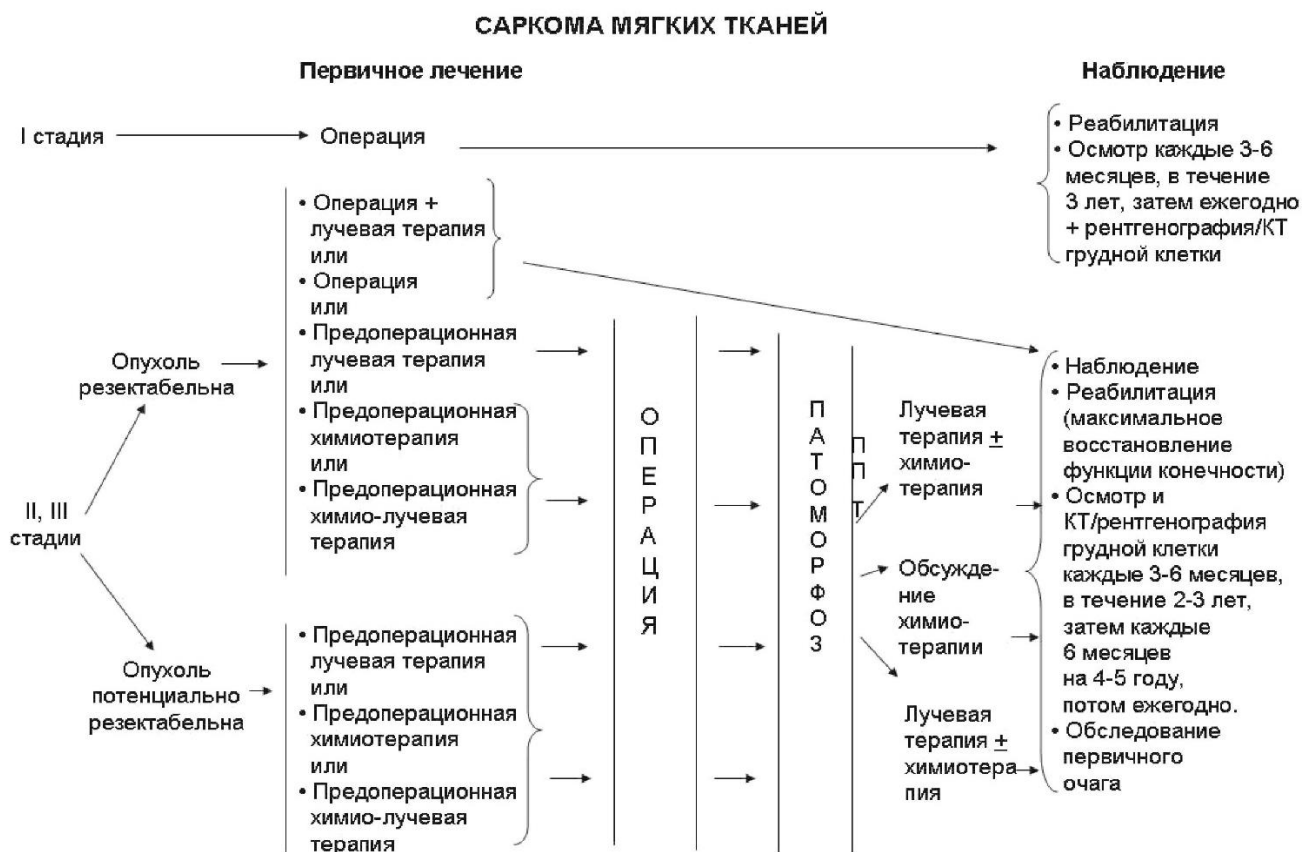 САРКОМА МЯГКИХ ТКАНЕЙ
Первичное лечение
Наблюдение
I стадия
Операция
• Реабилитация
• Осмотр каждые 3-6
месяцев, в течение
3 лет, затем ежегодно
+ рентгенография/КТ
грудной клетки
II, III
стадии
Опухоль
резектабельна
• Операция +
лучевая терапия
или
• Операция
или
• Предоперационная
лучевая терапия
или
• Предоперационная
химиотерапия
или
• Предоперационная
химио-лучевая
терапия
Опухоль
потенциально
резектабельна
• Предоперационная
лучевая терапия
или
• Предоперационная
химиотерапия
или
• Предоперационная
химио-лучевая
терапия
О
П
Е
Р
А
Ц
И
Я
П
А
Т
О
М
О
Р
Ф
О
З
П
П
Т
Лучевая
терапия ±
химио-
терапия
Обсужде-
ние
химио-
терапии
Лучевая
терапия ±
химиотера
пия
• Наблюдение
• Реабилитация
(максимальное
восстановление
функции конечности)
• Осмотр и
КТ/рентгенография
грудной клетки
каждые 3-6 месяцев,
в течение 2-3 лет,
затем каждые
6 месяцев
на 4-5 году,
потом ежегодно.
• Обследование
первичного
очага